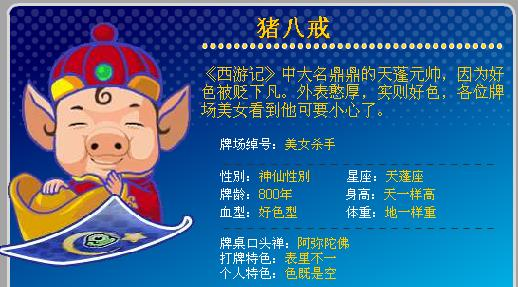 猪八戒
《西游记》中大名鼎鼎的天蓬元帅，因为好
色被贬下凡。外表憨厚，实则好色，各位牌
场美女看到他可要小心了。
牌场绰号：美女杀手
性别：神仙性别 星座：天蓬座
牌龄：800年 身高：天一样高
血型：好色型 体重：地一样重
牌桌口头禅：阿弥陀佛
打牌特色：表里不一
个人特色：色既是空